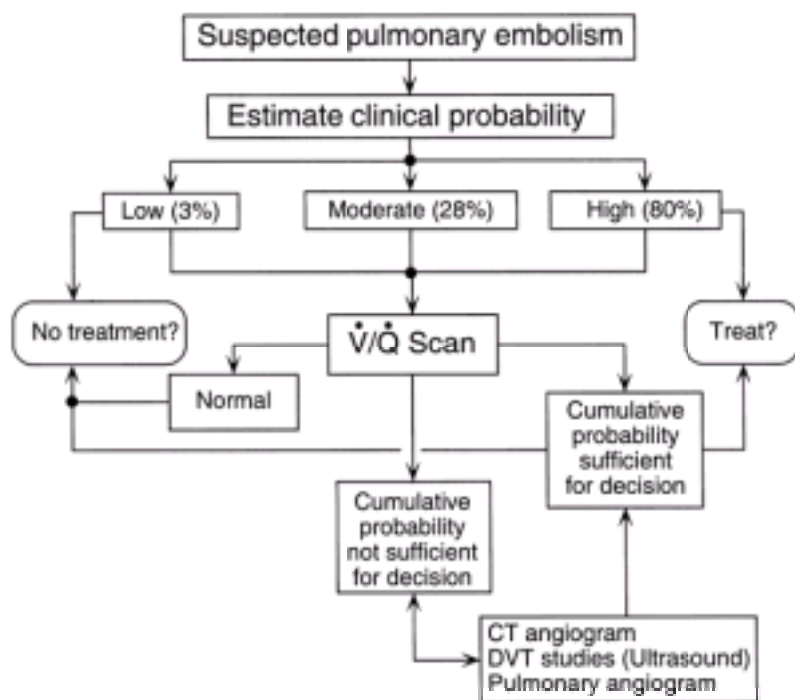 Suspected pulmonary embolism
Estimate clinical probability
Low (3%)
Moderate (28%)
High (80%)
No treatment?
V̇/Q̇ Scan
Treat?
Normal
Cumulative
probability
sufficient
for decision
Cumulative
probability
not sufficient
for decision
CT angiogram
DVT studies (Ultrasound)
Pulmonary angiogram